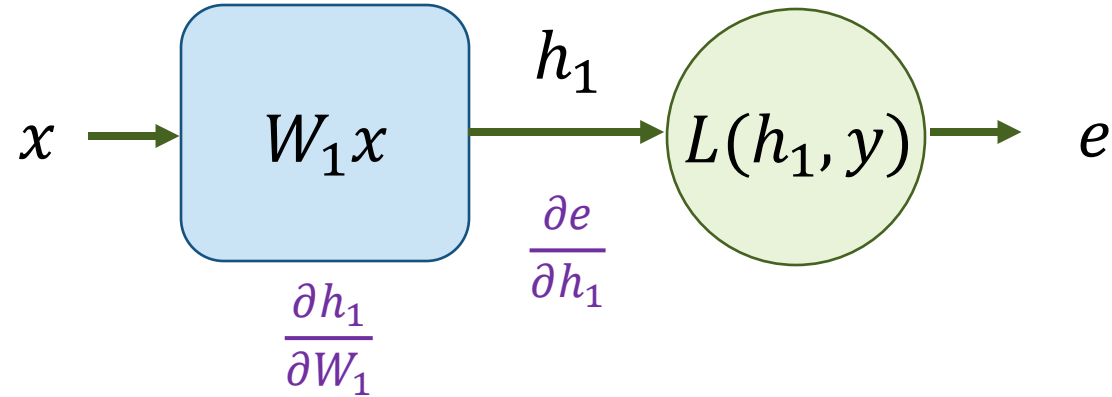 x
W₁x
h₁
L(h₁, y)
e
∂e
∂h₁
∂h₁
∂W₁